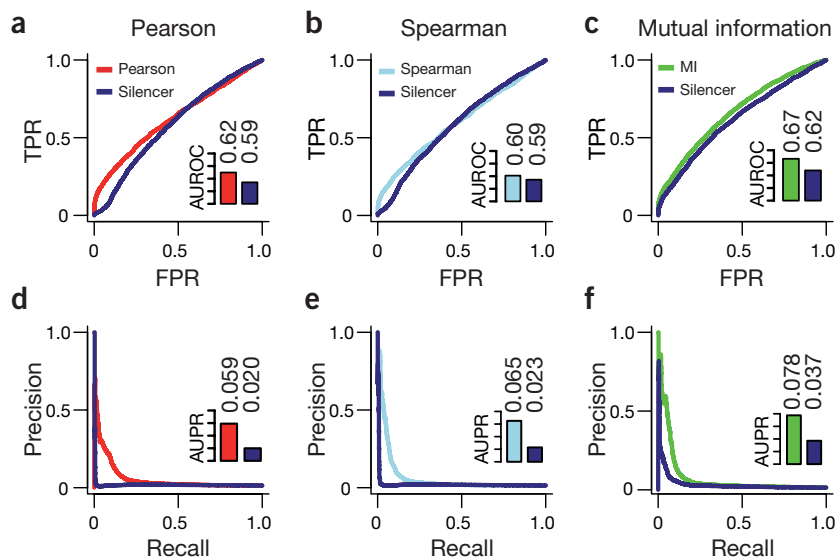 a Pearson
1.0
Pearson
Silencer
TPR
0.5
AUROC
0.62
0.59
0
0 0.5 1.0
FPR
b Spearman
1.0
Spearman
Silencer
TPR
0.5
AUROC
0.60
0.59
0
0 0.5 1.0
FPR
c Mutual information
1.0
MI
Silencer
TPR
0.5
AUROC
0.67
0.62
0
0 0.5 1.0
FPR
d
1.0
Precision
0.5
AUPR
0.059
0.020
0
0 0.5 1.0
Recall
e
1.0
Precision
0.5
AUPR
0.065
0.023
0
0 0.5 1.0
Recall
f
1.0
Precision
0.5
AUPR
0.078
0.037
0
0 0.5 1.0
Recall